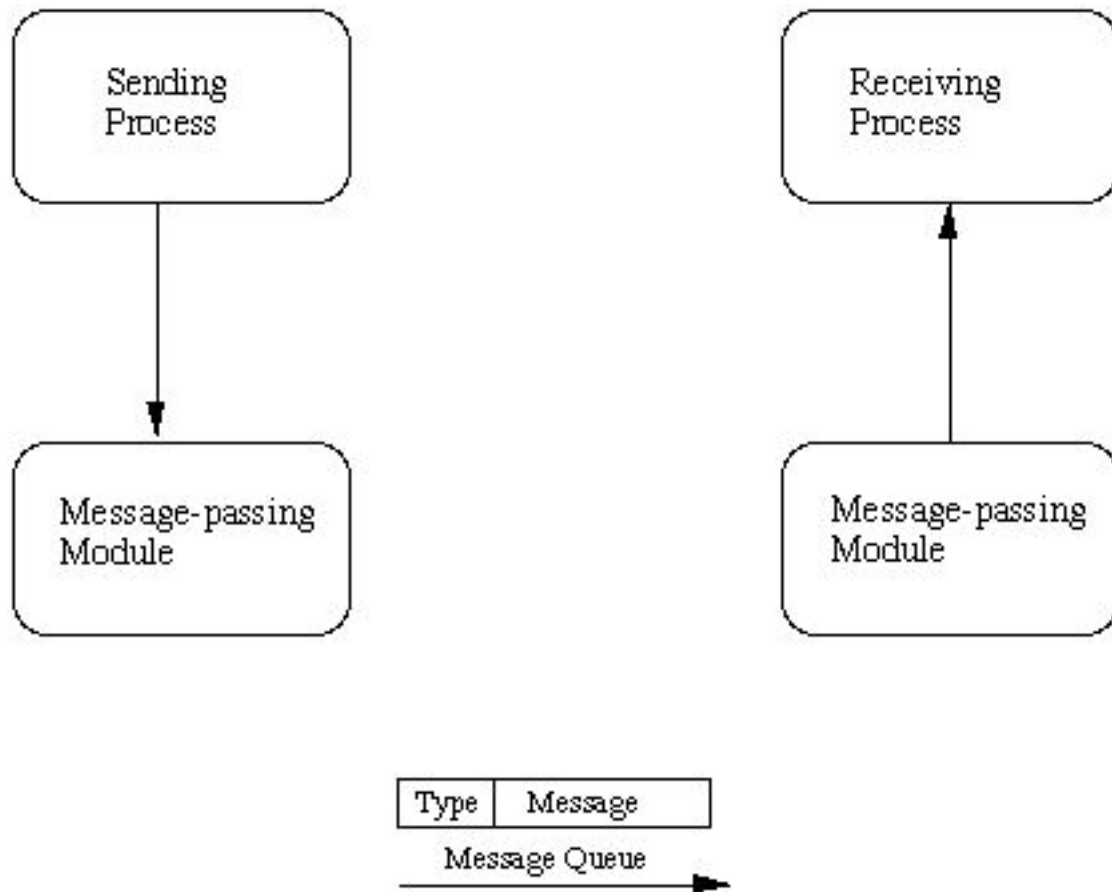 Sending
Process
Receiving
Process
Message-passing
Module
Message-passing
Module
Type
Message
Message Queue